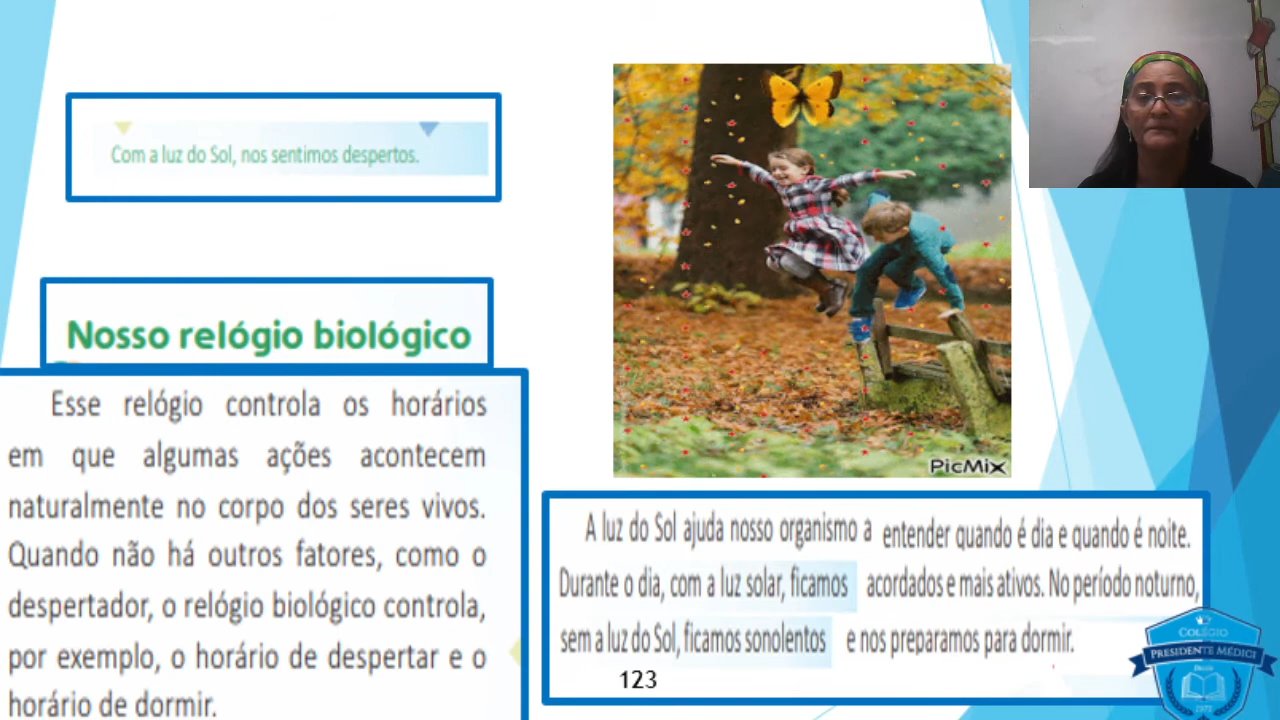 Com a luz do Sol, nos sentimos despertos.
Nosso relógio biológico
Esse relógio controla os horários
em que algumas ações acontecem
naturalmente no corpo dos seres vivos.
Quando não há outros fatores, como o
despertador, o relógio biológico controla,
por exemplo, o horário de despertar e o
horário de dormir.
PicMix
A luz do Sol ajuda nosso organismo a entender quando é dia e quando é noite.
Durante o dia, com a luz solar, ficamos acordados e mais ativos. No período noturno,
sem a luz do Sol, ficamos sonolentos e nos preparamos para dormir.
123
COLÉGIO
PRESIDENTE MÉDICI
Desde
1973